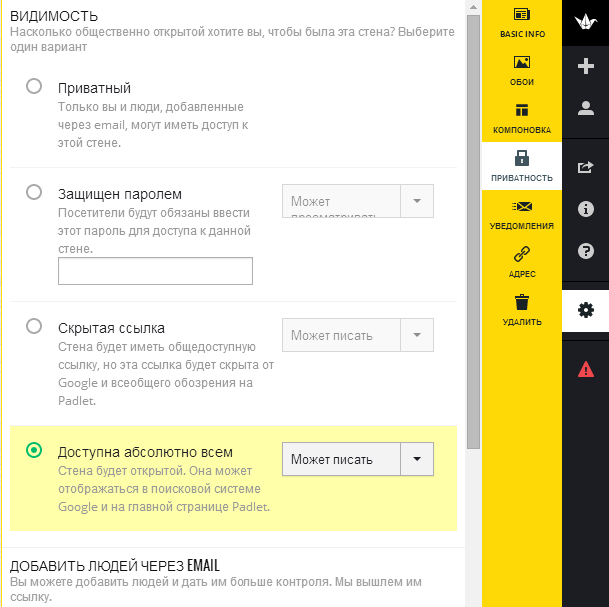 ВИДИМОСТЬ
Насколько общественно открытой хотите вы, чтобы была эта стена? Выберите
один вариант
Приватный
Только вы и люди, добавленные
через email, могут иметь доступ к
этой стене.
Защищен паролем
Посетители будут обязаны ввести
этот пароль для доступа к данной
стене.
Может
просматривать
Скрытая ссылка
Стена будет иметь общедоступную
ссылку, но эта ссылка будет скрыта от
Google и всеобщего обозрения на
Padlet.
Может писать
Доступна абсолютно всем
Стена будет открытой. Она может
отображаться в поисковой системе
Google и на главной странице Padlet.
Может писать
ДОБАВИТЬ ЛЮДЕЙ ЧЕРЕЗ EMAIL
Вы можете добавить людей и дать им больше контроля. Мы вышлем им
ссылку.
BASIC INFO
ОБОИ
КОМПОНОВКА
ПРИВАТНОСТЬ
УВЕДОМЛЕНИЯ
АДРЕС
УДАЛИТЬ